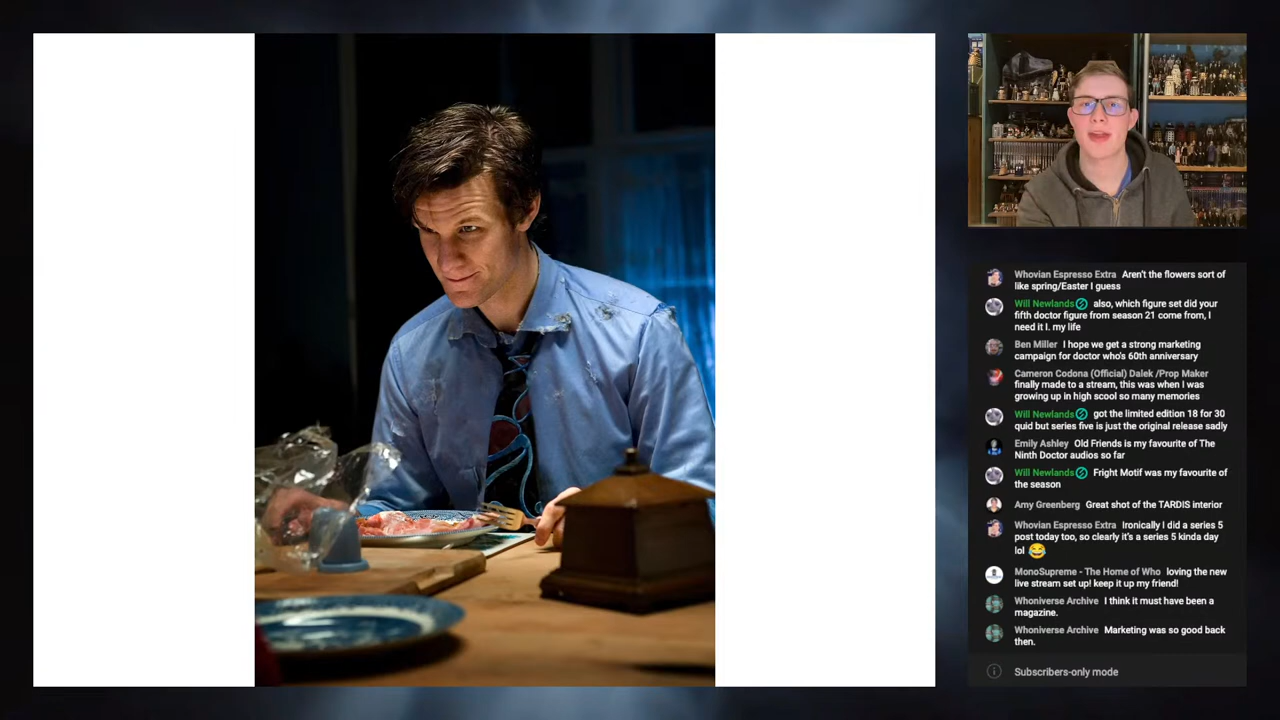 Whovian Espresso Extra Aren't the flowers sort of
like spring/Easter I guess
Will Newlands also, which figure set did your
fifth doctor figure from season 21 come from, I
need it I. my life
Ben Miller I hope we get a strong marketing
campaign for doctor who's 60th anniversary
Cameron Codona (Official) Dalek /Prop Maker
finally made to a stream, this was when I was
growing up in high scool so many memories
Will Newlands got the limited edition 18 for 30
quid but series five is just the original release sadly
Emily Ashley Old Friends is my favourite of The
Ninth Doctor audios so far
Will Newlands Fright Motif was my favourite of
the season
Amy Greenberg Great shot of the TARDIS interior
Whovian Espresso Extra Ironically I did a series 5
post today too, so clearly it's a series 5 kinda day
lol 😂
MonoSupreme - The Home of Who loving the new
live stream set up! keep it up my friend!
Whoniverse Archive I think it must have been a
magazine.
Whoniverse Archive Marketing was so good back
then.
Subscribers-only mode